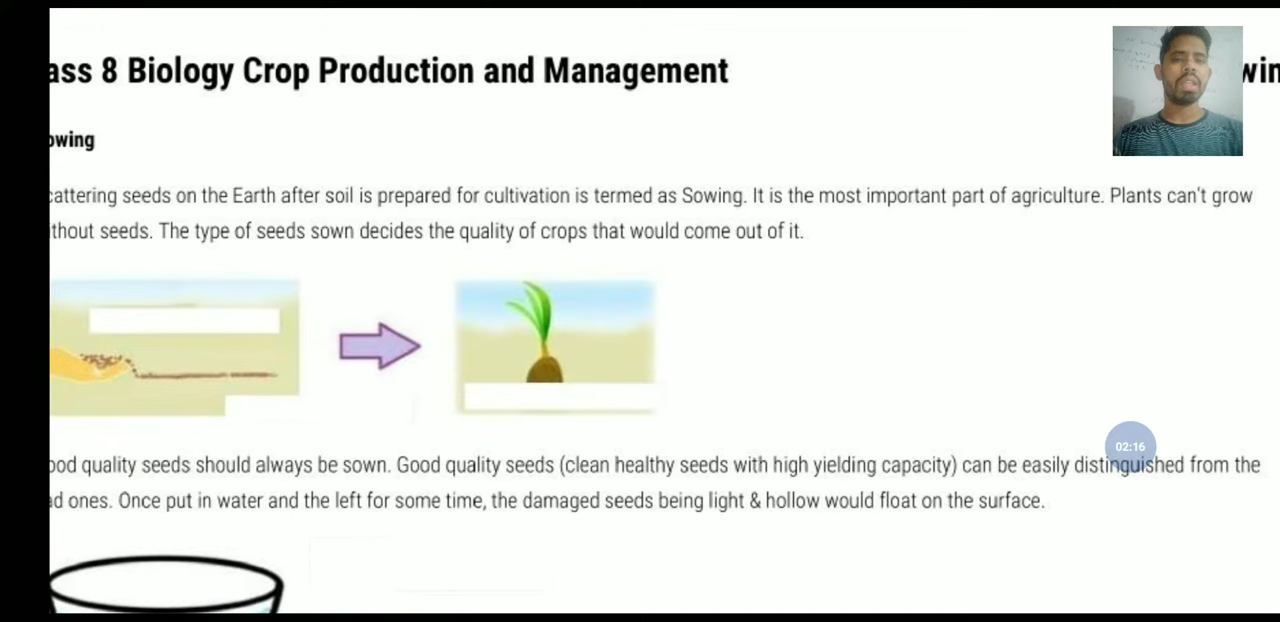 ass 8 Biology Crop Production and Management
win
owing
cattering seeds on the Earth after soil is prepared for cultivation is termed as Sowing. It is the most important part of agriculture. Plants can't grow
thout seeds. The type of seeds sown decides the quality of crops that would come out of it.
02:16
ood quality seeds should always be sown. Good quality seeds (clean healthy seeds with high yielding capacity) can be easily distinguished from the
ad ones. Once put in water and the left for some time, the damaged seeds being light & hollow would float on the surface.